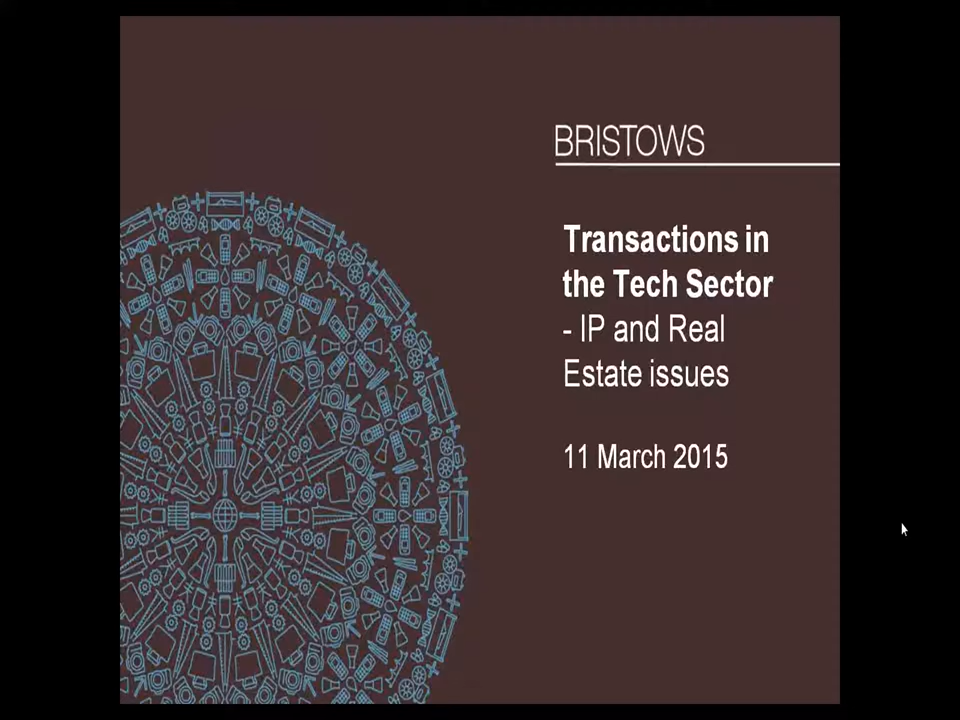 BRISTOWS
Transactions in
the Tech Sector
- IP and Real
Estate issues
11 March 2015